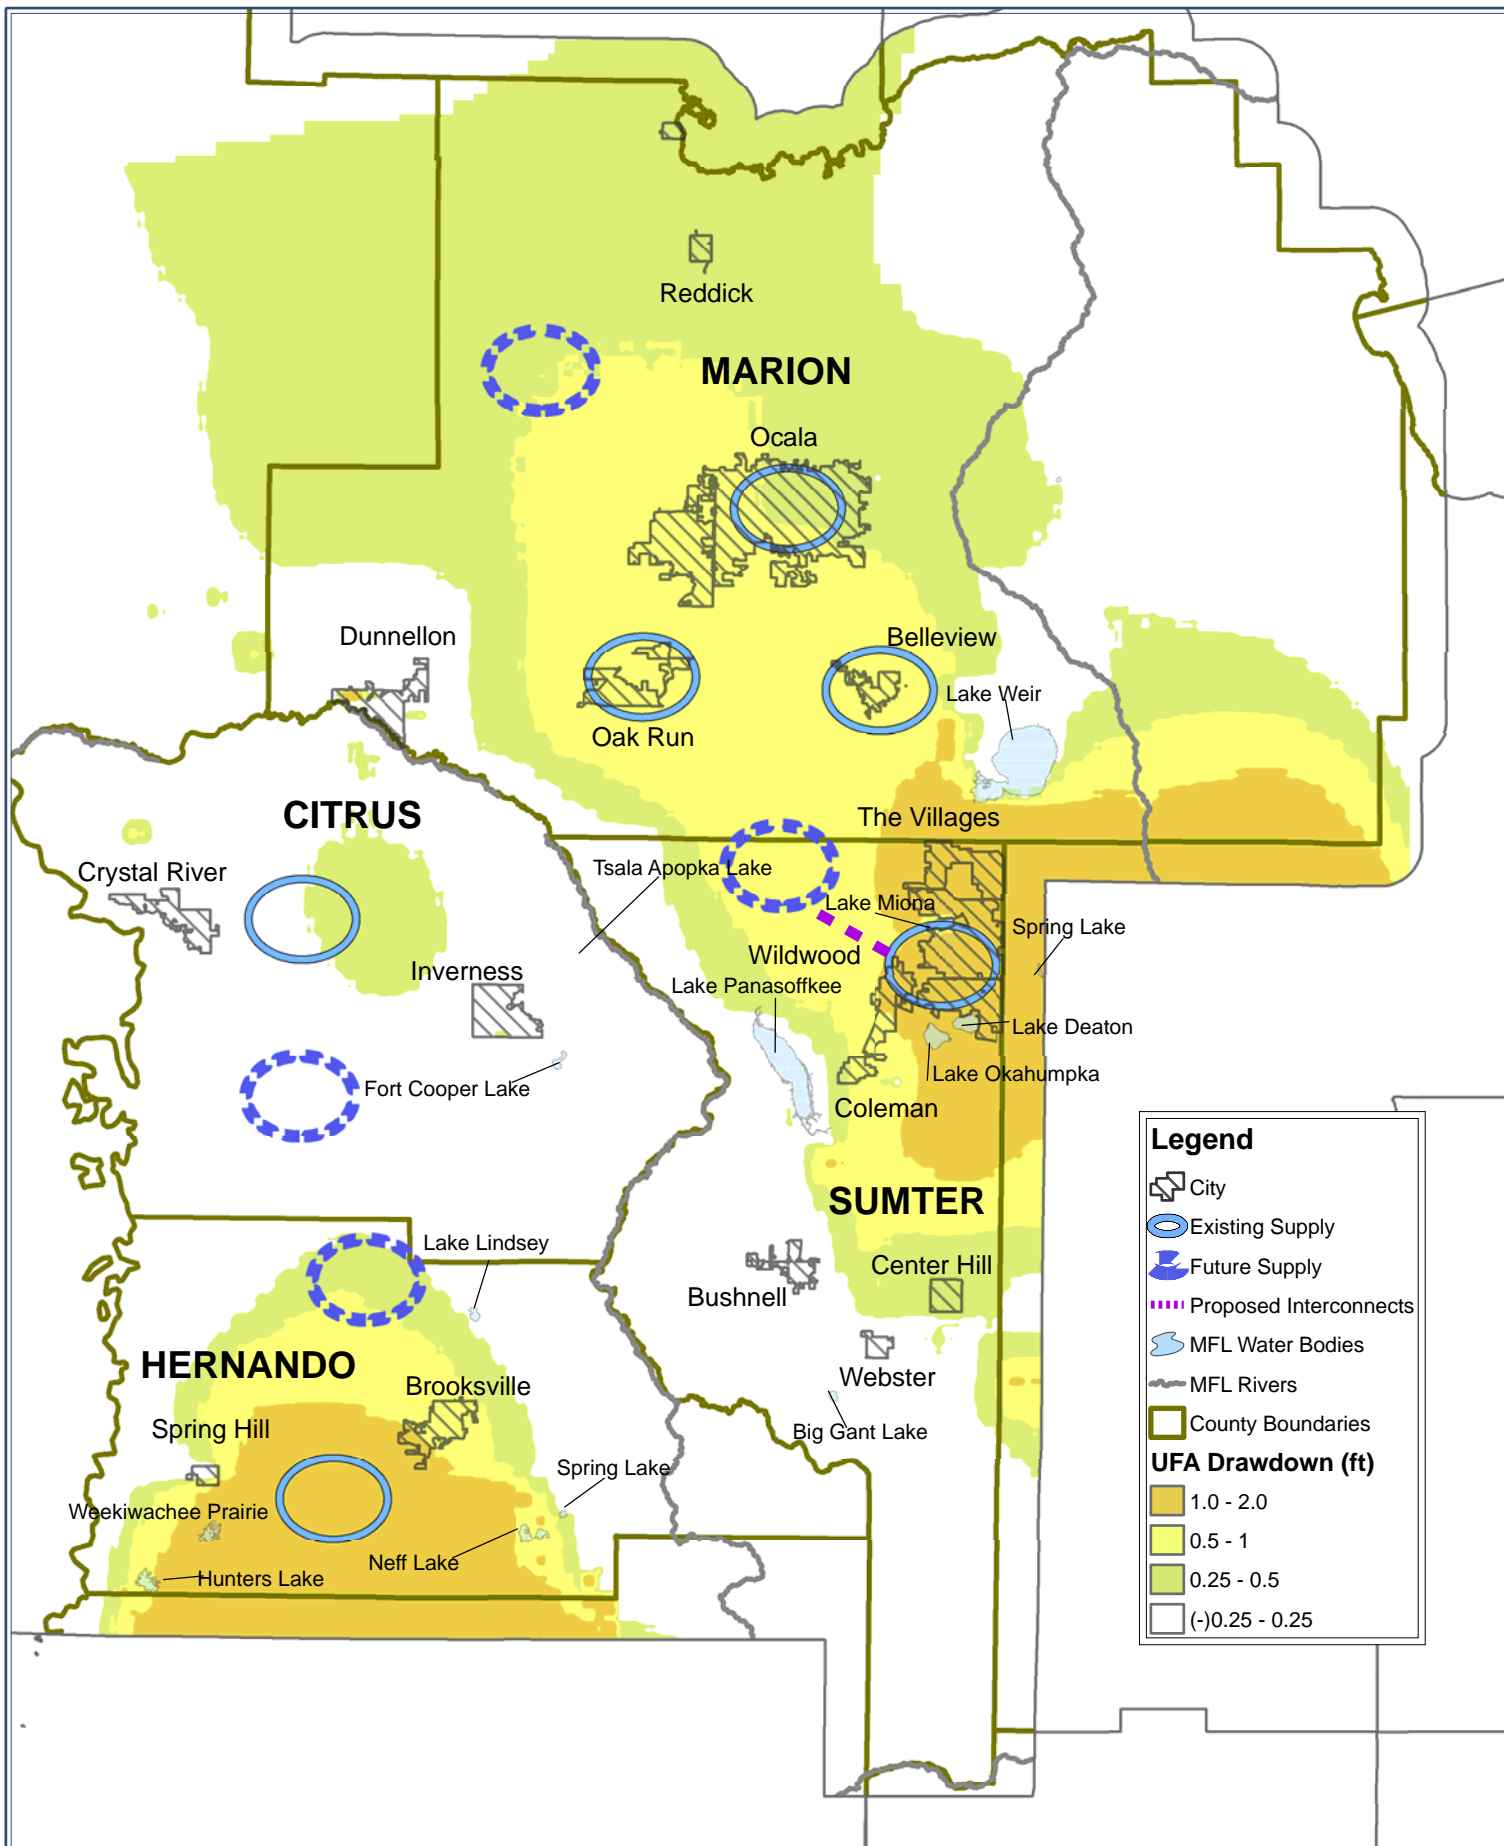 Reddick
MARION
Ocala
Dunnellon
Belleview
Lake Weir
Oak Run
CITRUS
The Villages
Crystal River
Tsala Apopka Lake
Lake Miona
Spring Lake
Wildwood
Inverness
Lake Panasoffkee
Lake Deaton
Lake Okahumpka
Fort Cooper Lake
Coleman
SUMTER
Lake Lindsey
Center Hill
Bushnell
HERNANDO
Webster
Brooksville
Spring Hill
Big Gant Lake
Spring Lake
Weekiwachee Prairie
Neff Lake
Hunters Lake
Legend
City
Existing Supply
Future Supply
Proposed Interconnects
MFL Water Bodies
MFL Rivers
County Boundaries
UFA Drawdown (ft)
1.0 - 2.0
0.5 - 1
0.25 - 0.5
(-)0.25 - 0.25